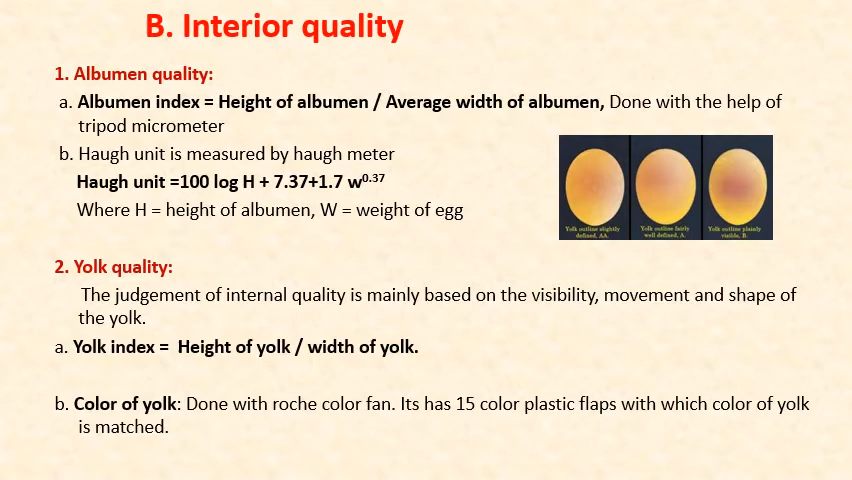 B. Interior quality
1. Albumen quality:
a. Albumen index = Height of albumen / Average width of albumen, Done with the help of
tripod micrometer
b. Haugh unit is measured by haugh meter
Haugh unit =100 log H + 7.37+1.7 w^0.37
Where H = height of albumen, W = weight of egg
Yolk outline slightly
defined, AA.
Yolk outline fairly
well defined, A.
Yolk outline plainly
visible, B.
2. Yolk quality:
The judgement of internal quality is mainly based on the visibility, movement and shape of
the yolk.
a. Yolk index = Height of yolk / width of yolk.
b. Color of yolk: Done with roche color fan. Its has 15 color plastic flaps with which color of yolk
is matched.